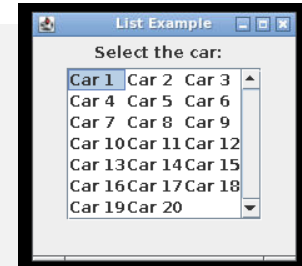 List Example
Select the car:
Car 1 Car 2 Car 3
Car 4 Car 5 Car 6
Car 7 Car 8 Car 9
Car 10 Car 11 Car 12
Car 13 Car 14 Car 15
Car 16 Car 17 Car 18
Car 19 Car 20